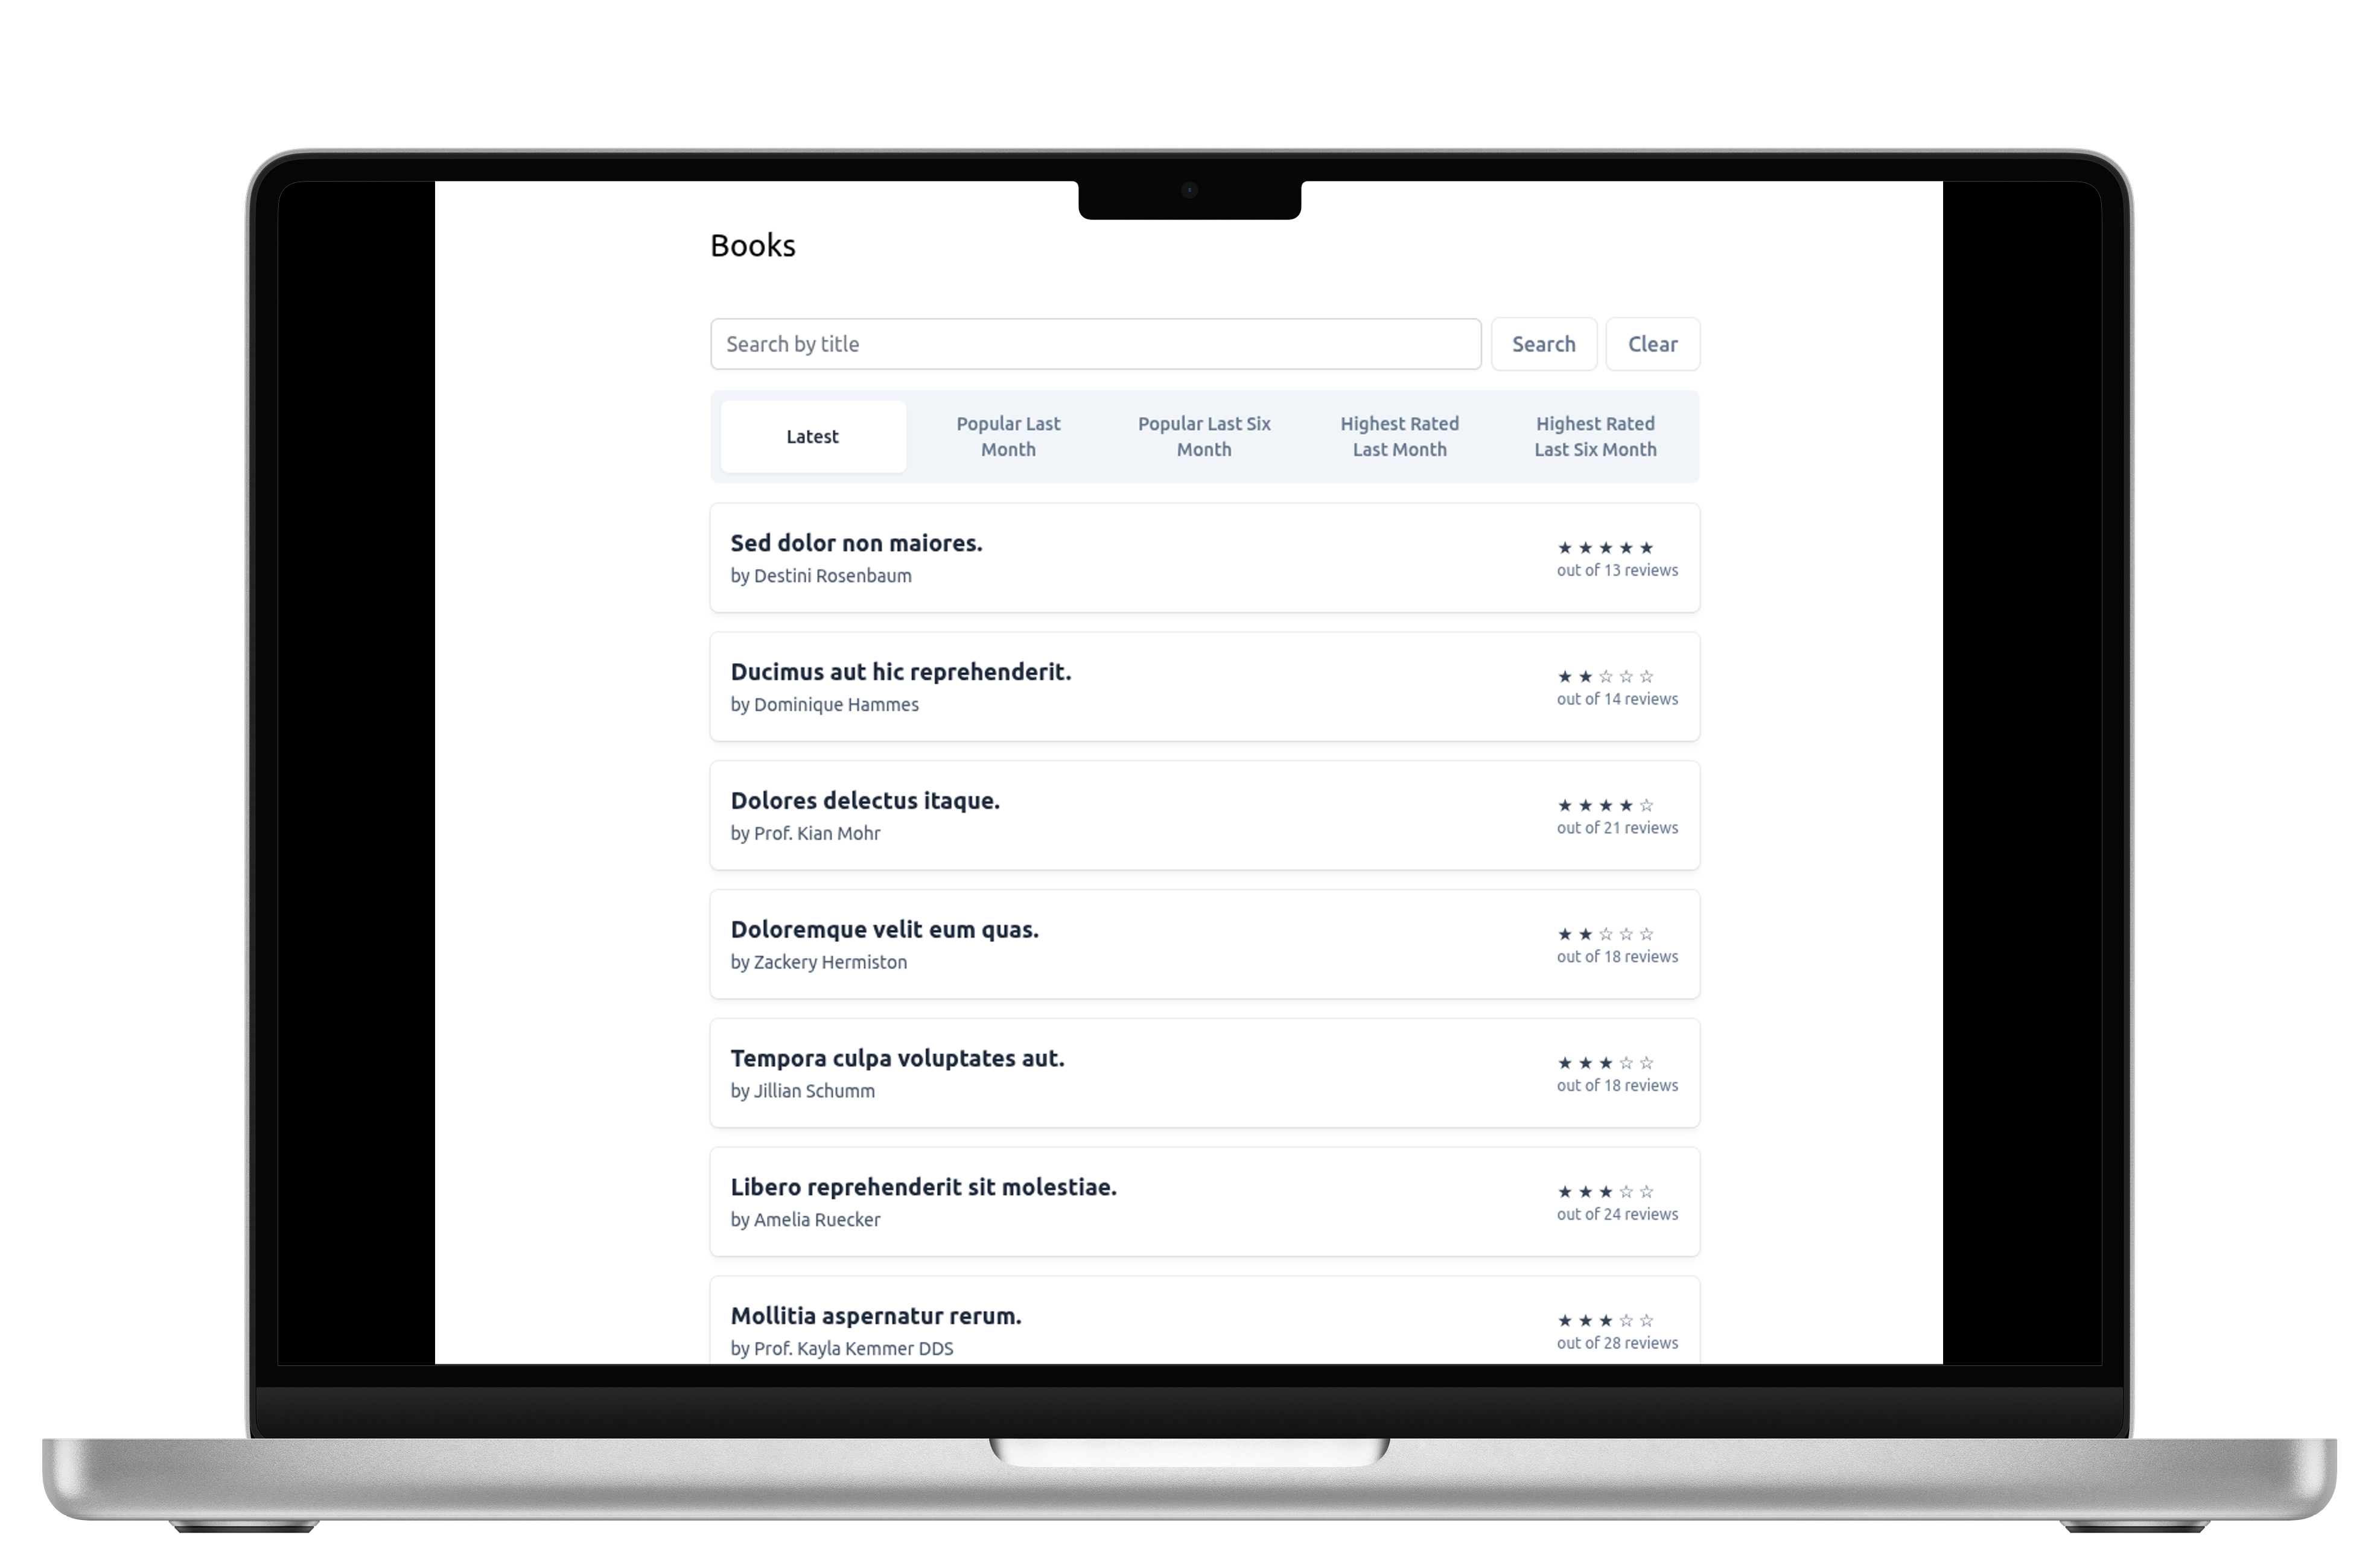 Books
Search by title
Search
Clear
Latest
Popular Last
Month
Popular Last Six
Month
Highest Rated
Last Month
Highest Rated
Last Six Month
Sed dolor non maiores.
by Destini Rosenbaum
★ ★ ★ ★ ★
out of 13 reviews
Ducimus aut hic reprehenderit.
by Dominique Hammes
★ ★ ☆ ☆ ☆
out of 14 reviews
Dolores delectus itaque.
by Prof. Kian Mohr
★ ★ ★ ★ ☆
out of 21 reviews
Doloremque velit eum quas.
by Zackery Hermiston
★ ★ ☆ ☆ ☆
out of 18 reviews
Tempora culpa voluptates aut.
by Jillian Schumm
★ ★ ★ ☆ ☆
out of 18 reviews
Libero reprehenderit sit molestiae.
by Amelia Ruecker
★ ★ ★ ☆ ☆
out of 24 reviews
Mollitia aspernatur rerum.
by Prof. Kayla Kemmer DDS
★ ★ ★ ☆ ☆
out of 28 reviews